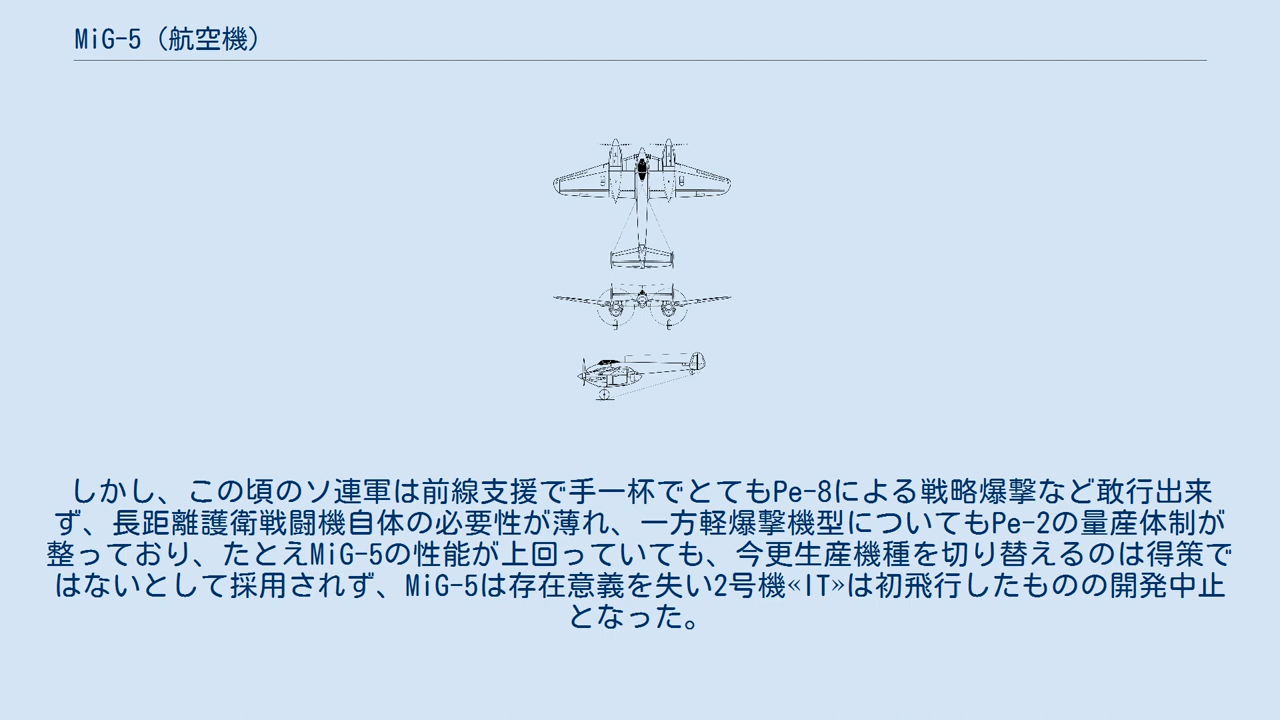 MiG-5（航空機）
しかし、この頃のソ連軍は前線支援で手一杯でとてもPe-8による戦略爆撃など敢行出来
ず、長距離護衛戦闘機自体の必要性が薄れ、一方軽爆撃機型についてもPe-2の量産体制が
整っており、たとえMiG-5の性能が上回っていても、今更生産機種を切り替えるのは得策で
はないとして採用されず、MiG-5は存在意義を失い2号機«IT»は初飛行したものの開発中止
となった。